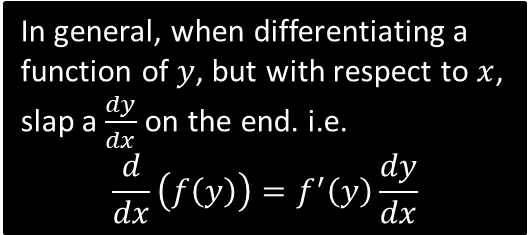 In general, when differentiating a
function of y, but with respect to x,
slap a dy/dx on the end. i.e.
d/dx (f(y)) = f′(y) dy/dx